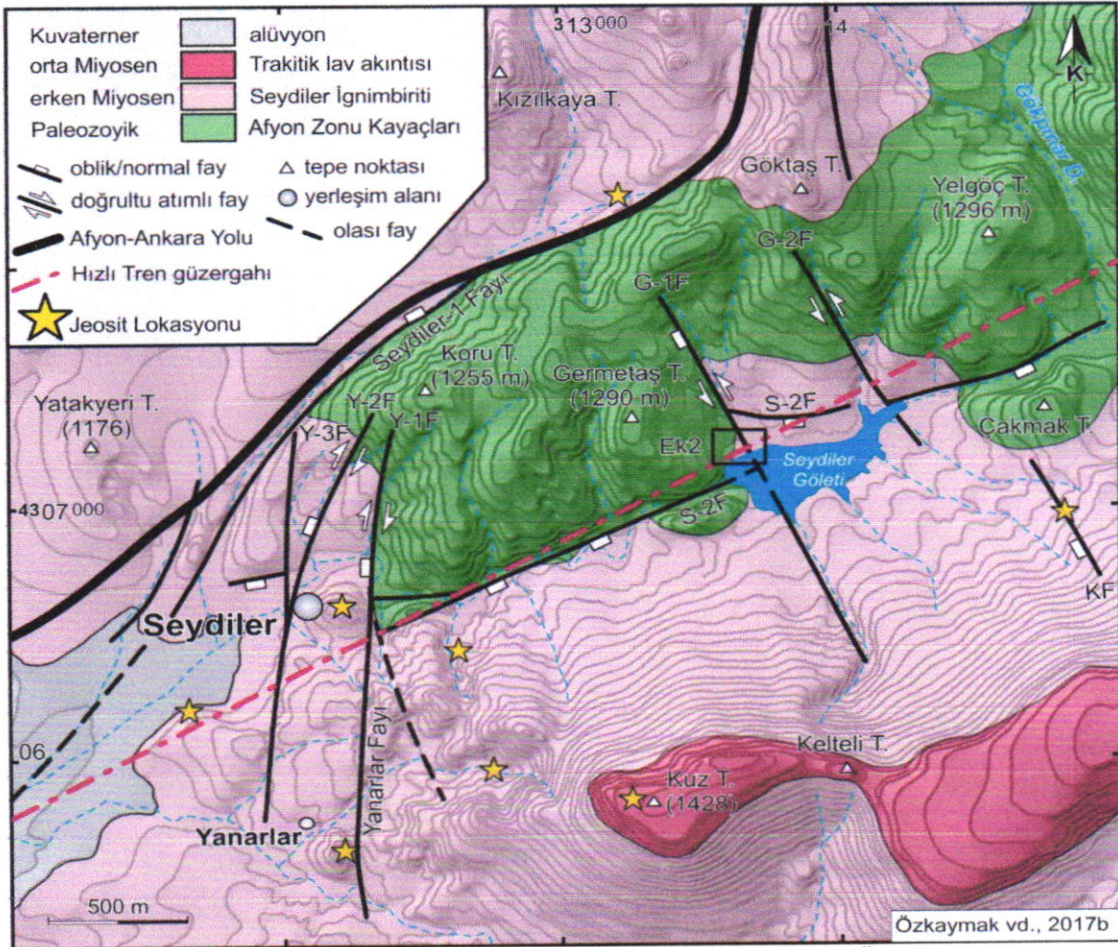 Kuvaterner alüvyon
orta Miyosen Trakitik lav akıntısı
erken Miyosen Seydiler İgnimbiriti
Paleozoyik Afyon Zonu Kayaçları
oblik/normal fay
tepe noktası
doğrultu atımlı fay
yerleşim alanı
Afyon-Ankara Yolu
olası fay
Hızlı Tren güzergahı
Jeosit Lokasyonu
313000
14
K
Kızılkaya T.
Göktaş T.
Gökpınar D.
Yelgöç T.
(1296 m)
G-2F
G-1F
Seydiler-1 Fayı
Koru T.
(1255 m)
Germetaş T.
(1290 m)
Yatakyeri T.
(1176)
Y-3F
Y-2F
Y-1F
S-2F
Çakmak T.
Ek2
Seydiler
Göleti
S-2F
4307000
KF
Seydiler
Yanarlar Fayı
06
Kelteli T.
Kuz T.
(1428)
Yanarlar
500 m
Özkaymak vd., 2017b